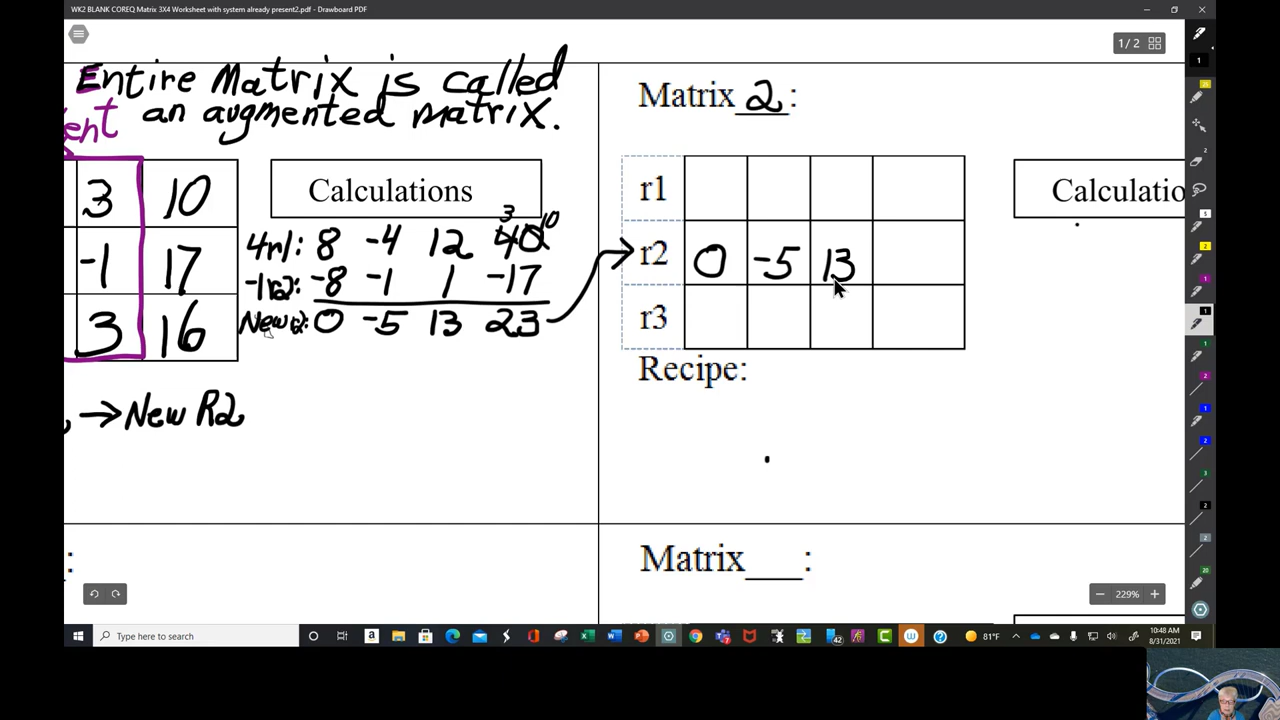 WK2 BLANK COREQ Matrix 3X4 Worksheet with system already present2.pdf - Drawboard PDF
1/2
Entire Matrix is called
ent an augmented matrix.
Matrix 2:
3 10
-1 17
3 16
Calculations
3 10
4r1: 8 -4 12 40
-1r2: -8 -1 1 -17
New r2: 0 -5 13 23
→ New R2
r1
r2 0 -5 13
r3
Recipe:
Calculatio
:
Matrix___:
229%
Type here to search
42
81°F
10:48 AM
8/31/2021